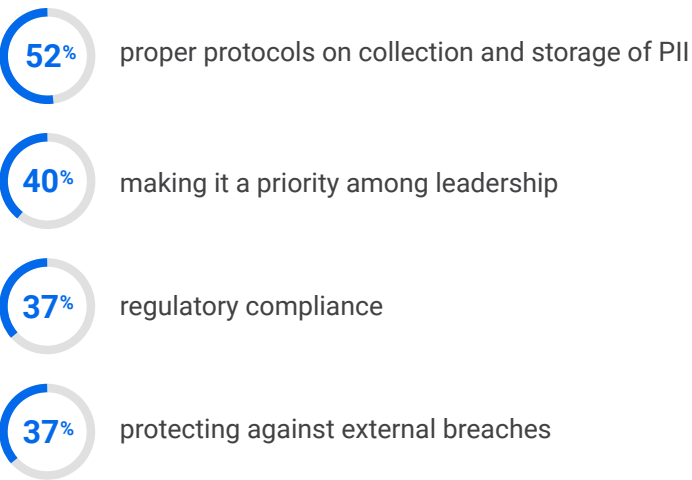 52% proper protocols on collection and storage of PII
40% making it a priority among leadership
37% regulatory compliance
37% protecting against external breaches